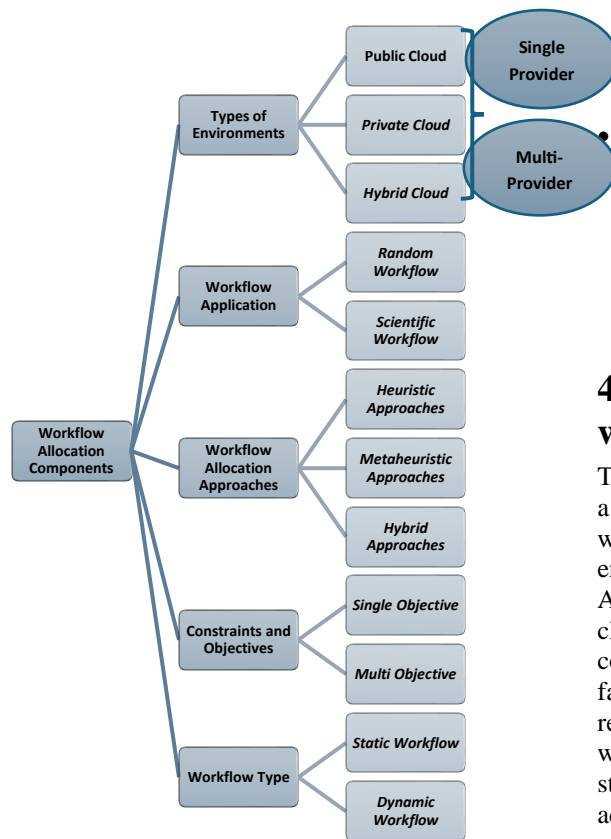 Public Cloud
Single
Provider
Types of
Environments
Private Cloud
Multi-
Provider
Hybrid Cloud
Random
Workflow
Workflow
Application
Scientific
Workflow
Heuristic
Approaches
Workflow
Allocation
Components
Workflow
Allocation
Approaches
Metaheuristic
Approaches
Hybrid
Approaches
Single Objective
Constraints and
Objectives
Multi Objective
Static Workflow
Workflow Type
Dynamic
Workflow
•
4